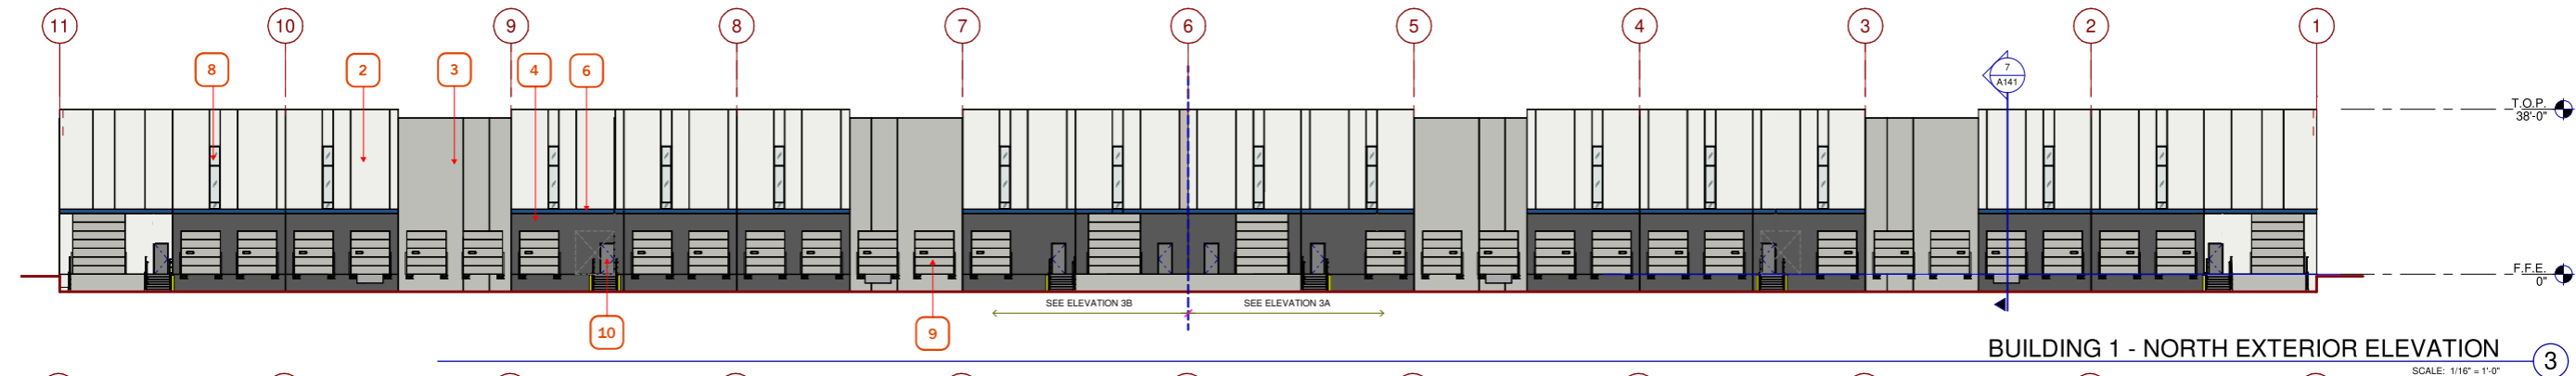 11 10 9 8 7 6 5 4 3 2 1
8 2 3 4 6
7
A141
T.O.P.
38'-0"
F.F.E.
0"
SEE ELEVATION 3B SEE ELEVATION 3A
10 9
BUILDING 1 - NORTH EXTERIOR ELEVATION
3
SCALE: 1/16" = 1'-0"